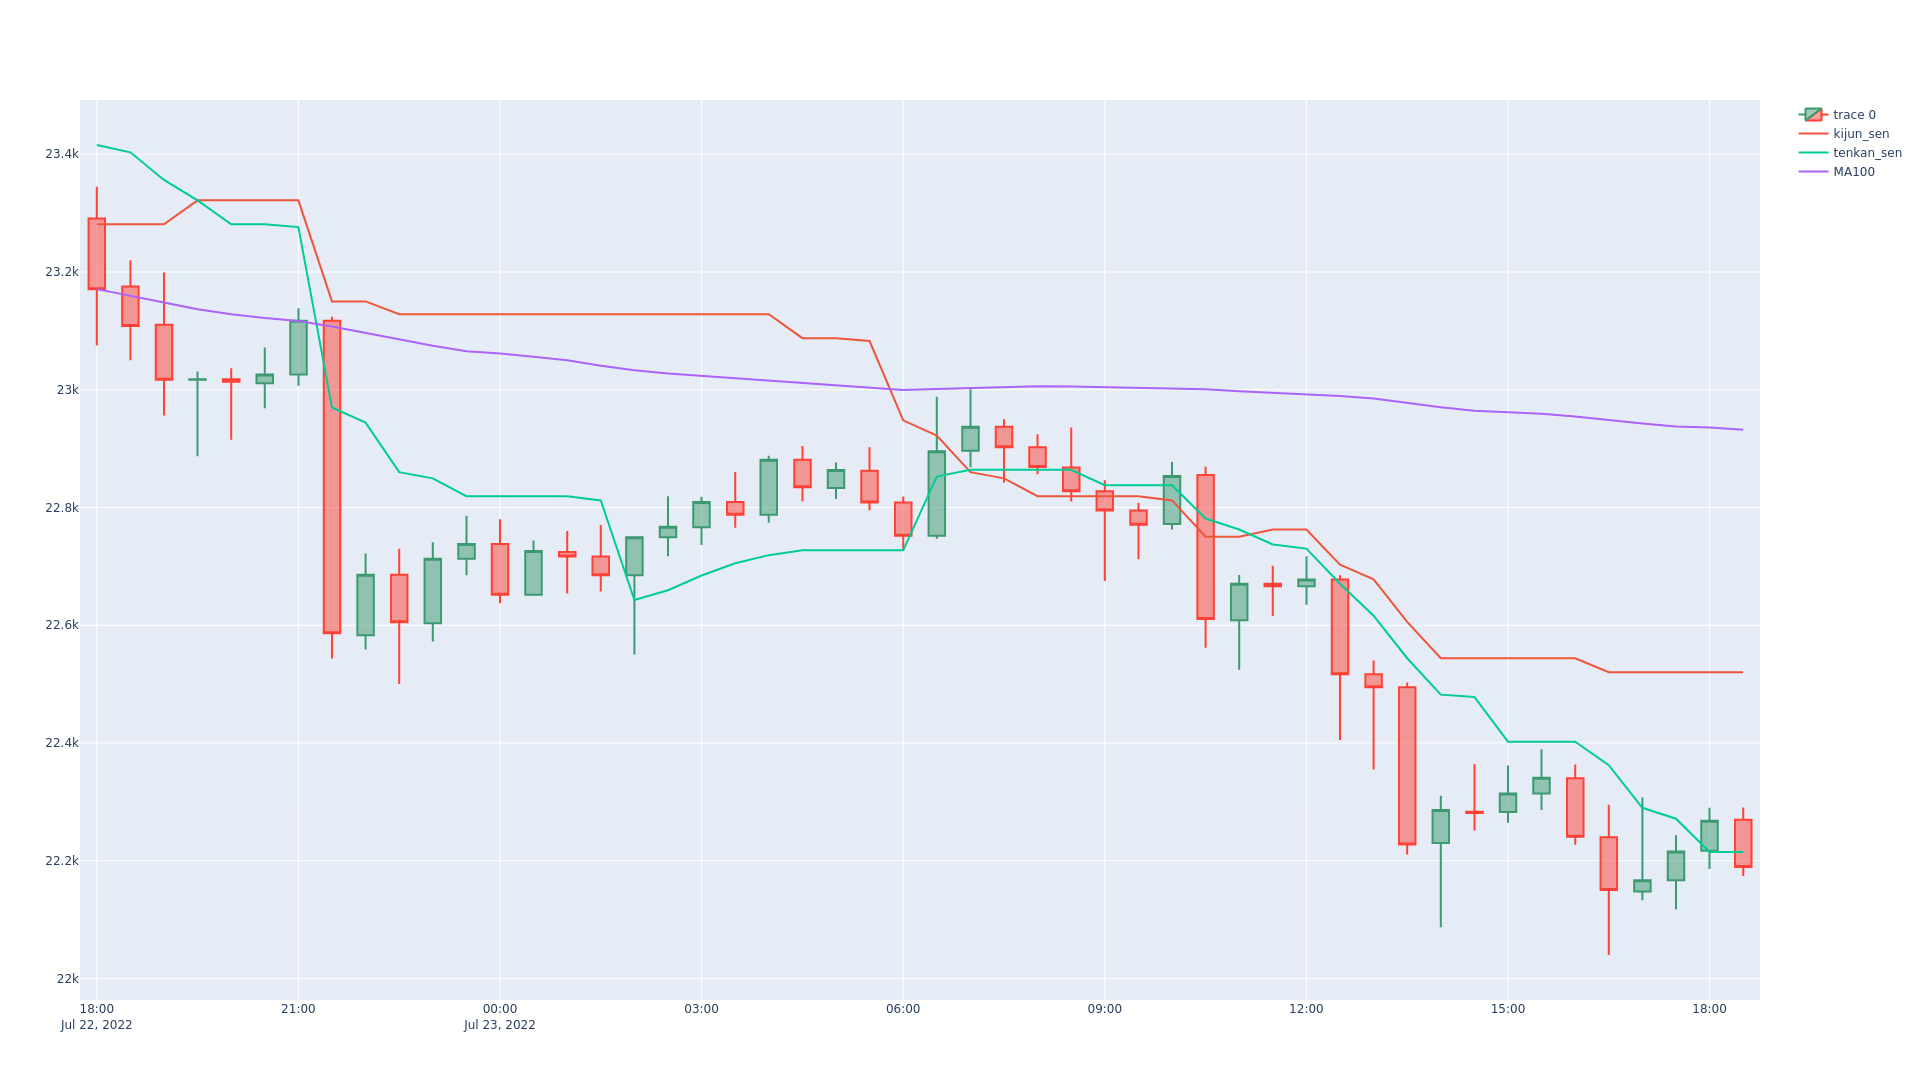 trace 0
kijun_sen
tenkan_sen
MA100
23.4k
23.2k
23k
22.8k
22.6k
22.4k
22.2k
22k
18:00 21:00 00:00 03:00 06:00 09:00 12:00 15:00 18:00
Jul 22, 2022 Jul 23, 2022